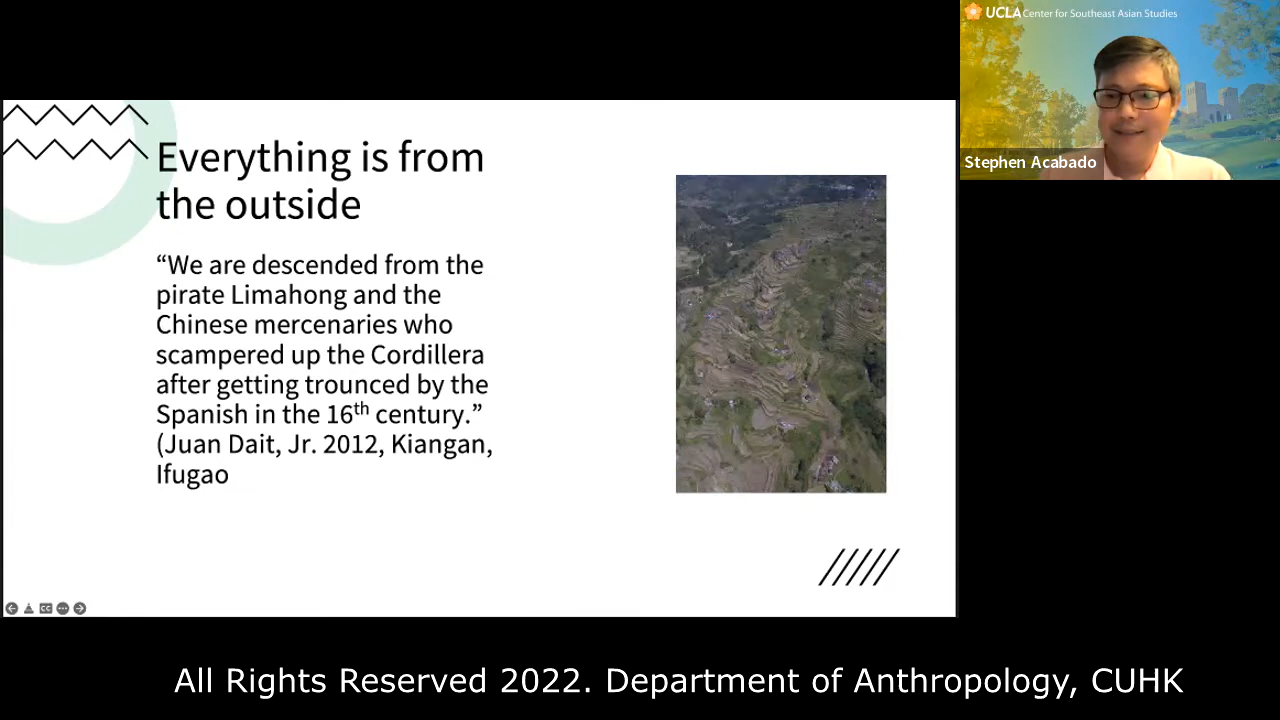 UCLA Center for Southeast Asian Studies
Stephen Acabado
Everything is from
the outside
“We are descended from the
pirate Limahong and the
Chinese mercenaries who
scampered up the Cordillera
after getting trounced by the
Spanish in the 16th century.”
(Juan Dait, Jr. 2012, Kiangan,
Ifugao
CC
All Rights Reserved 2022. Department of Anthropology, CUHK